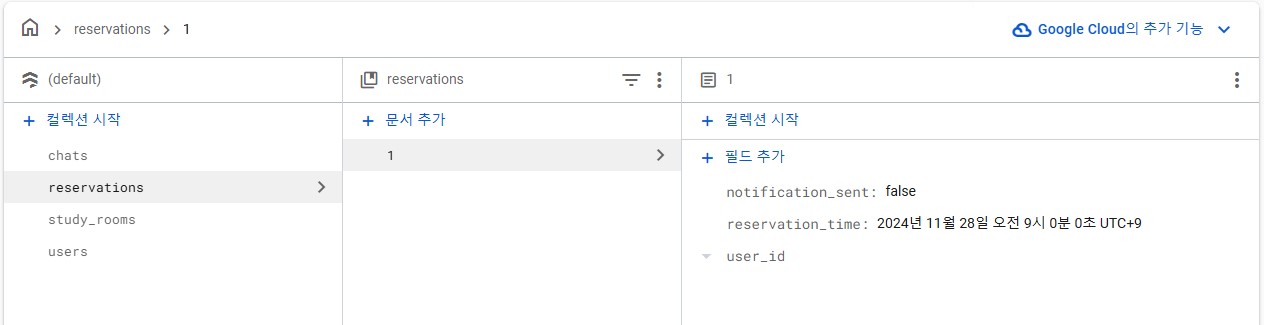 reservations 1
Google Cloud의 추가 기능
(default)
컬렉션 시작
chats
reservations
study_rooms
users
reservations
문서 추가
1
1
컬렉션 시작
필드 추가
notification_sent: false
reservation_time: 2024년 11월 28일 오전 9시 0분 0초 UTC+9
user_id